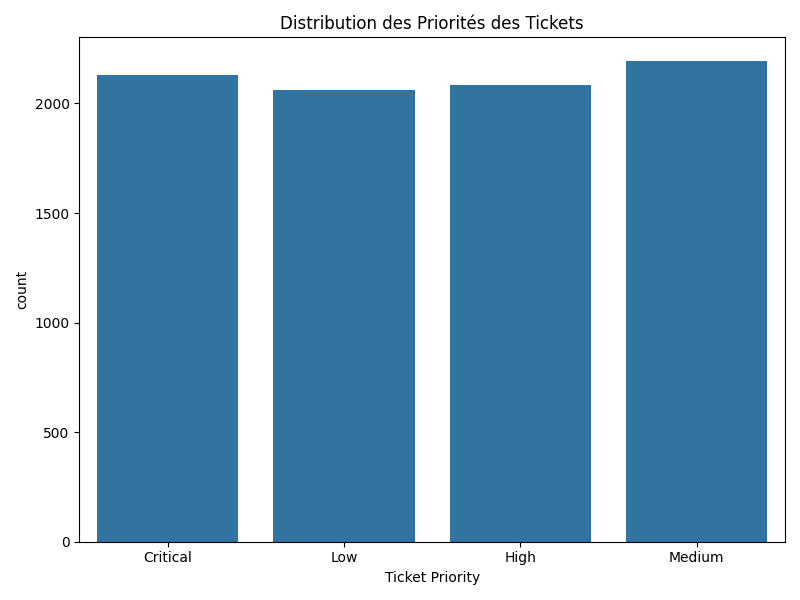 Distribution des Priorités des Tickets
count
2000
1500
1000
500
0
Critical
Low
High
Medium
Ticket Priority